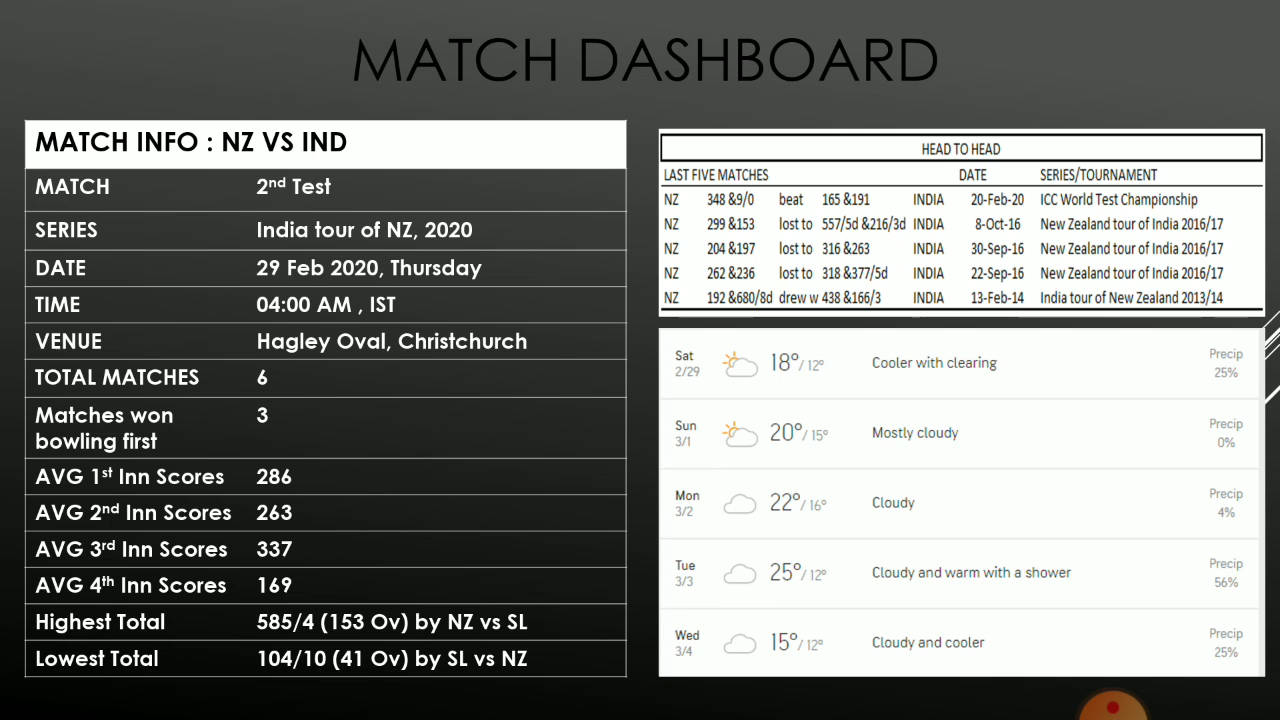 MATCH DASHBOARD
MATCH INFO : NZ VS IND
MATCH 2nd Test
SERIES India tour of NZ, 2020
DATE 29 Feb 2020, Thursday
TIME 04:00 AM , IST
VENUE Hagley Oval, Christchurch
TOTAL MATCHES 6
Matches won 3
bowling first
AVG 1st Inn Scores 286
AVG 2nd Inn Scores 263
AVG 3rd Inn Scores 337
AVG 4th Inn Scores 169
Highest Total 585/4 (153 Ov) by NZ vs SL
Lowest Total 104/10 (41 Ov) by SL vs NZ
HEAD TO HEAD
LAST FIVE MATCHES DATE SERIES/TOURNAMENT
NZ 348 &9/0 beat 165 &191 INDIA 20-Feb-20 ICC World Test Championship
NZ 299 &153 lost to 557/5d &216/3d INDIA 8-Oct-16 New Zealand tour of India 2016/17
NZ 204 &197 lost to 316 &263 INDIA 30-Sep-16 New Zealand tour of India 2016/17
NZ 262 &236 lost to 318 &377/5d INDIA 22-Sep-16 New Zealand tour of India 2016/17
NZ 192 &680/8d drew w 438 &166/3 INDIA 13-Feb-14 India tour of New Zealand 2013/14
Sat 18°/ 12° Cooler with clearing Precip
2/29 25%
Sun 20°/ 15° Mostly cloudy Precip
3/1 0%
Mon 22°/ 16° Cloudy Precip
3/2 4%
Tue 25°/ 12° Cloudy and warm with a shower Precip
3/3 56%
Wed 15°/ 12° Cloudy and cooler Precip
3/4 25%